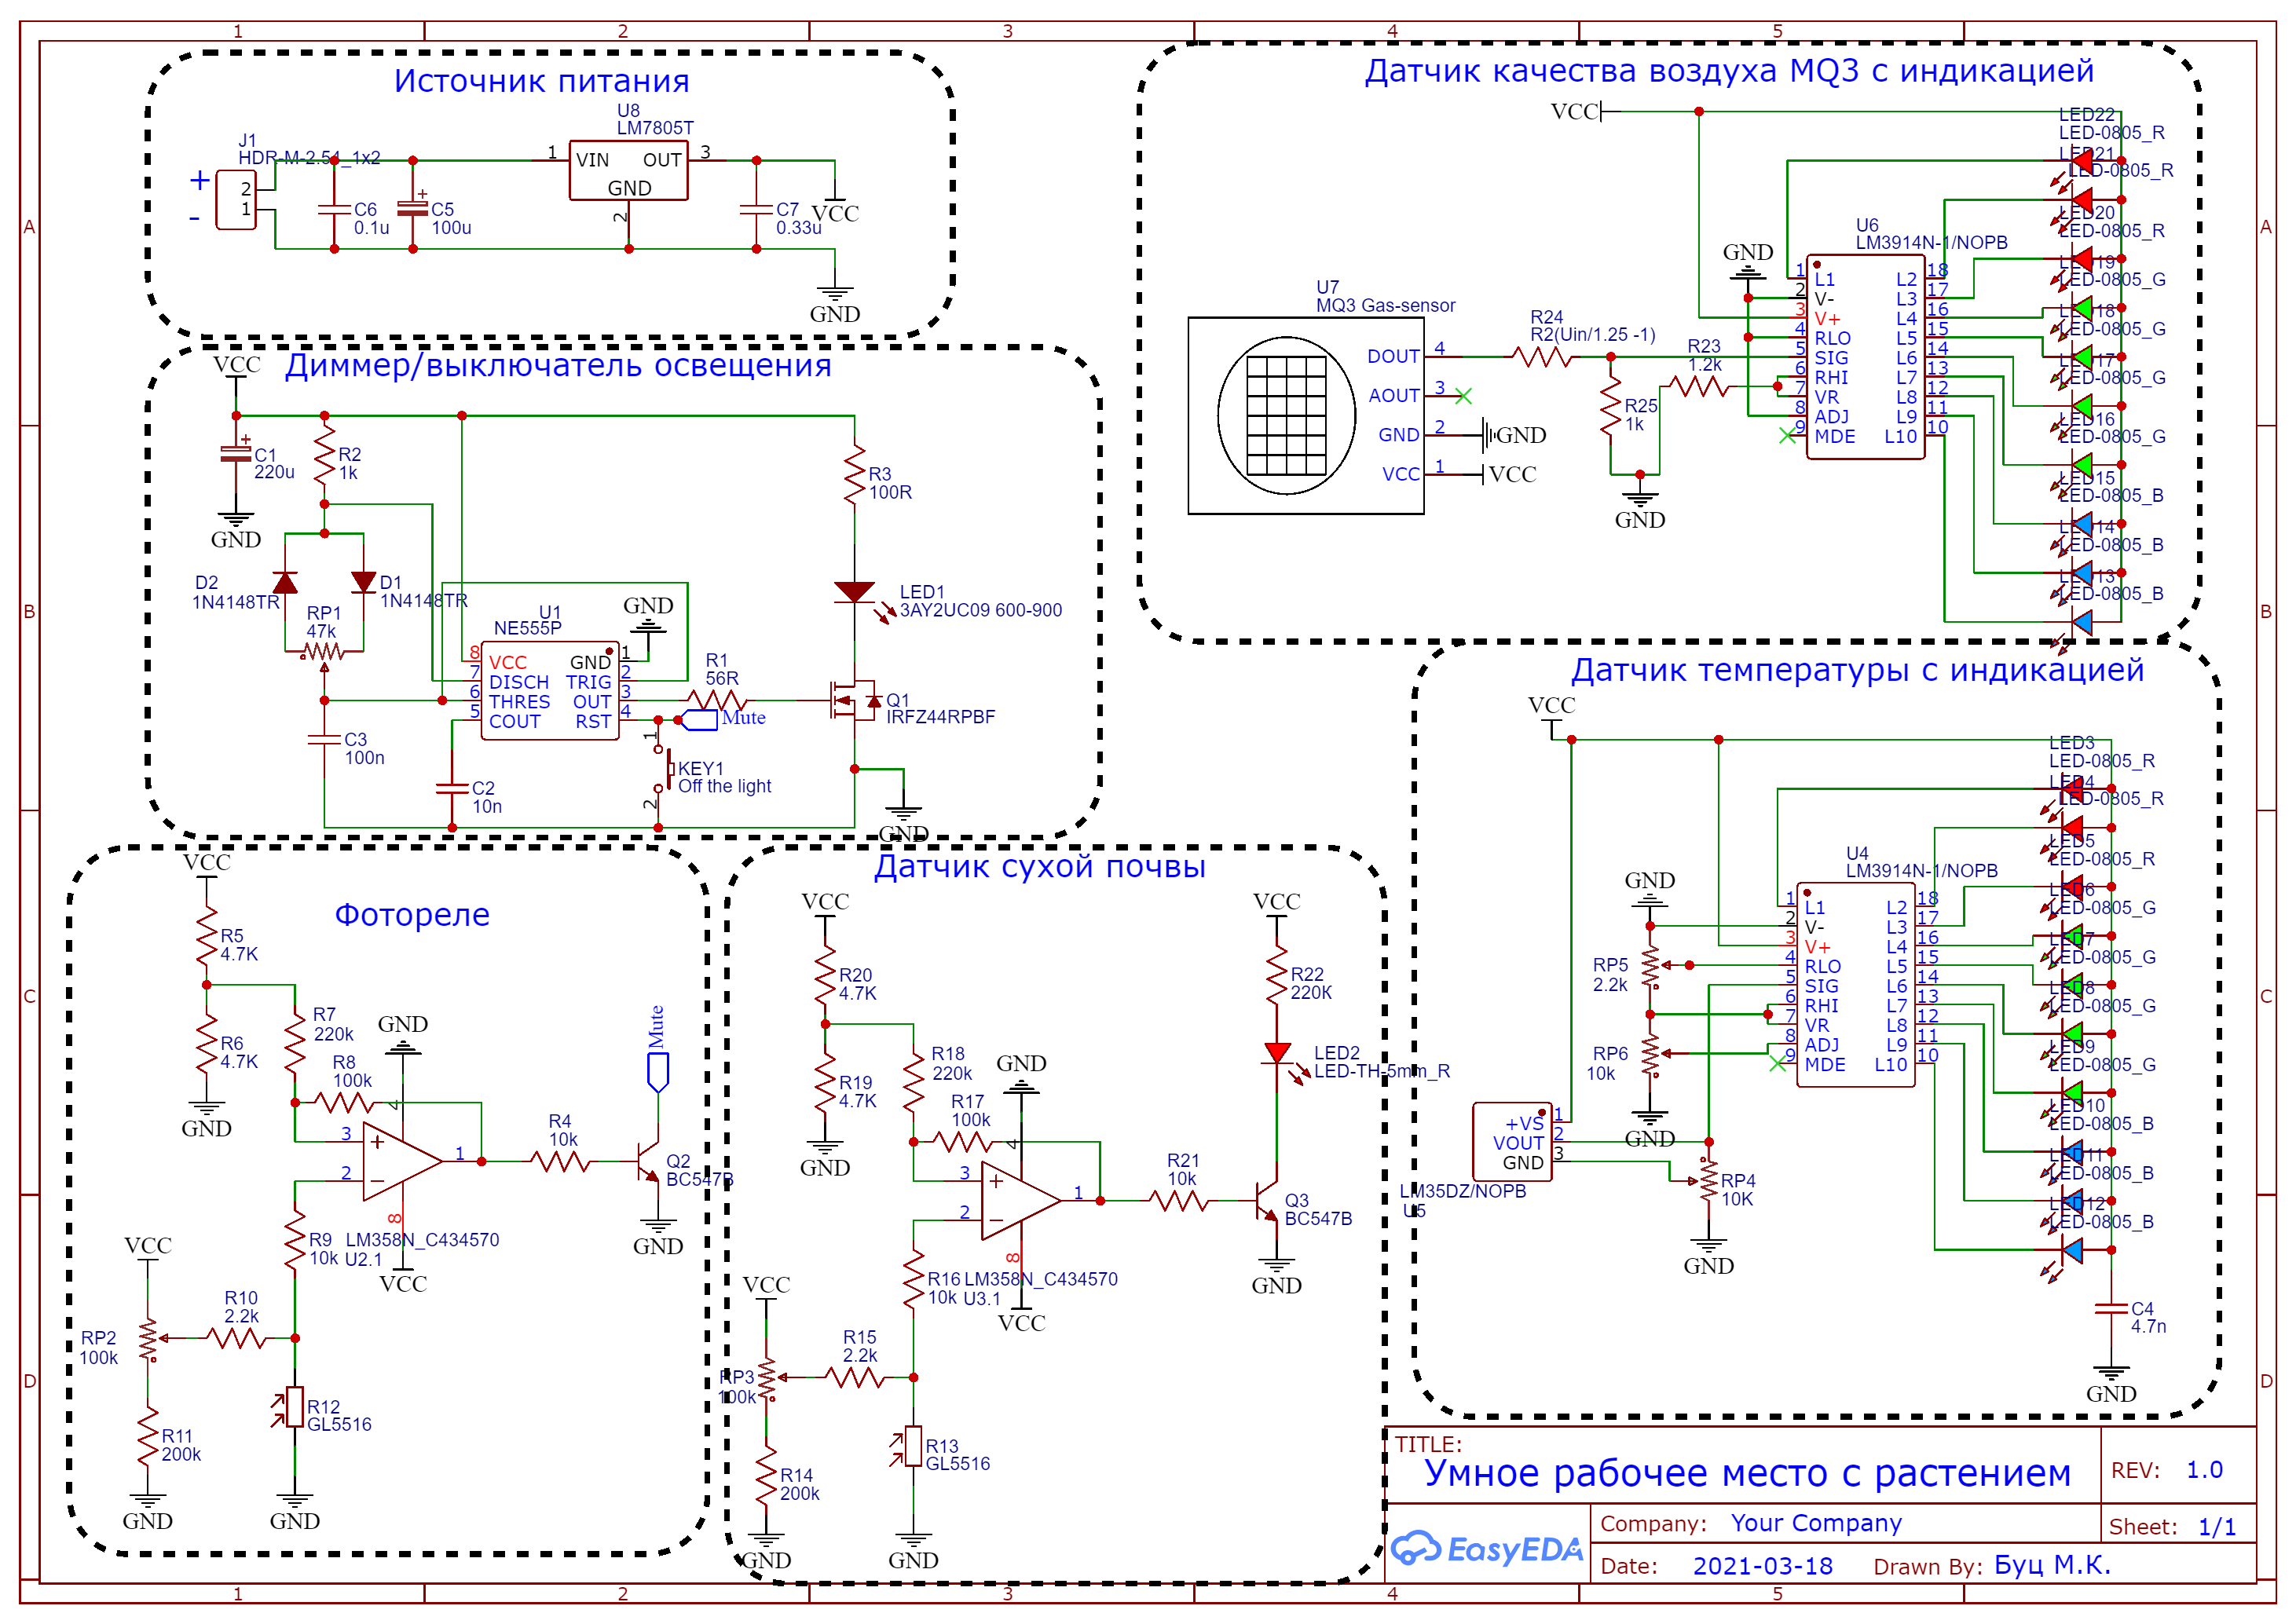 1 2 3 4 5
A
B
C
D
Источник питания
U8
LM7805T
J1
HDR-M-2.54_1x2
+
-
2
1
1 VIN OUT 3
GND
2
C6
0.1u
+
C5
100u
C7
0.33u
VCC
GND
Диммер/выключатель освещения
VCC
+
C1
220u
GND
R2
1k
R3
100R
D2
1N4148TR
D1
1N4148TR
RP1
47k
U1
NE555P
GND
8 VCC GND 1
7 DISCH TRIG 2
6 THRES OUT 3
5 COUT RST 4
R1
56R
Mute
LED1
3AY2UC09 600-900
Q1
IRFZ44RPBF
C3
100n
C2
10n
1
KEY1
Off the light
2
GND
Фотореле
VCC
R5
4.7K
R6
4.7K
GND
R7
220k
R8
100k
GND
4
3 +
2 −
1
8
R9
10k
LM358N_C434570
U2.1
VCC
R4
10k
Mute
Q2
BC547B
GND
VCC
R10
2.2k
RP2
100k
R11
200k
GND
R12
GL5516
GND
Датчик сухой почвы
VCC
R20
4.7K
R19
4.7K
GND
R18
220k
R17
100k
GND
4
3 +
2 −
1
8
R16
10k
LM358N_C434570
U3.1
VCC
R21
10k
VCC
R22
220K
LED2
LED-TH-5mm_R
Q3
BC547B
GND
VCC
R15
2.2k
RP3
100k
R14
200k
GND
R13
GL5516
GND
Датчик качества воздуха MQ3 с индикацией
VCC
U7
MQ3 Gas-sensor
DOUT 4
AOUT 3
GND 2
VCC 1
GND
VCC
R24
R2(Uin/1.25 -1)
R25
1k
R23
1.2k
GND
GND
U6
LM3914N-1/NOPB
1 L1 L2 18
2 V- L3 17
3 V+ L4 16
4 RLO L5 15
5 SIG L6 14
6 RHI L7 13
7 VR L8 12
8 ADJ L9 11
9 MDE L10 10
LED22
LED-0805_R
LED21
LED-0805_R
LED20
LED-0805_R
LED19
LED-0805_G
LED18
LED-0805_G
LED17
LED-0805_G
LED16
LED-0805_G
LED15
LED-0805_B
LED14
LED-0805_B
LED13
LED-0805_B
Датчик температуры с индикацией
VCC
GND
RP5
2.2k
RP6
10k
GND
U4
LM3914N-1/NOPB
1 L1 L2 18
2 V- L3 17
3 V+ L4 16
4 RLO L5 15
5 SIG L6 14
6 RHI L7 13
7 VR L8 12
8 ADJ L9 11
9 MDE L10 10
+VS 1
VOUT 2
GND 3
LM35DZ/NOPB
U5
RP4
10K
GND
LED3
LED-0805_R
LED4
LED-0805_R
LED5
LED-0805_R
LED6
LED-0805_G
LED7
LED-0805_G
LED8
LED-0805_G
LED9
LED-0805_G
LED10
LED-0805_B
LED11
LED-0805_B
LED12
LED-0805_B
C4
4.7n
GND
TITLE:
Умное рабочее место с растением
REV: 1.0
EasyEDA
Company: Your Company
Sheet: 1/1
Date: 2021-03-18
Drawn By: Буц М.К.
A
B
C
D
1 2 3 4 5